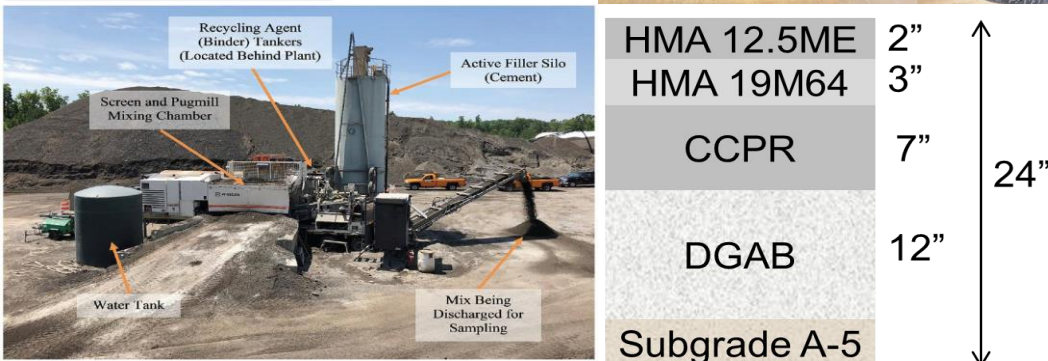 Recycling Agent
(Binder) Tankers
(Located Behind Plant)
Active Filler Silo
(Cement)
Screen and Pugmill
Mixing Chamber
Water Tank
Mix Being
Discharged for
Sampling
HMA 12.5ME 2”
HMA 19M64 3”
CCPR 7”
24”
DGAB 12”
Subgrade A-5